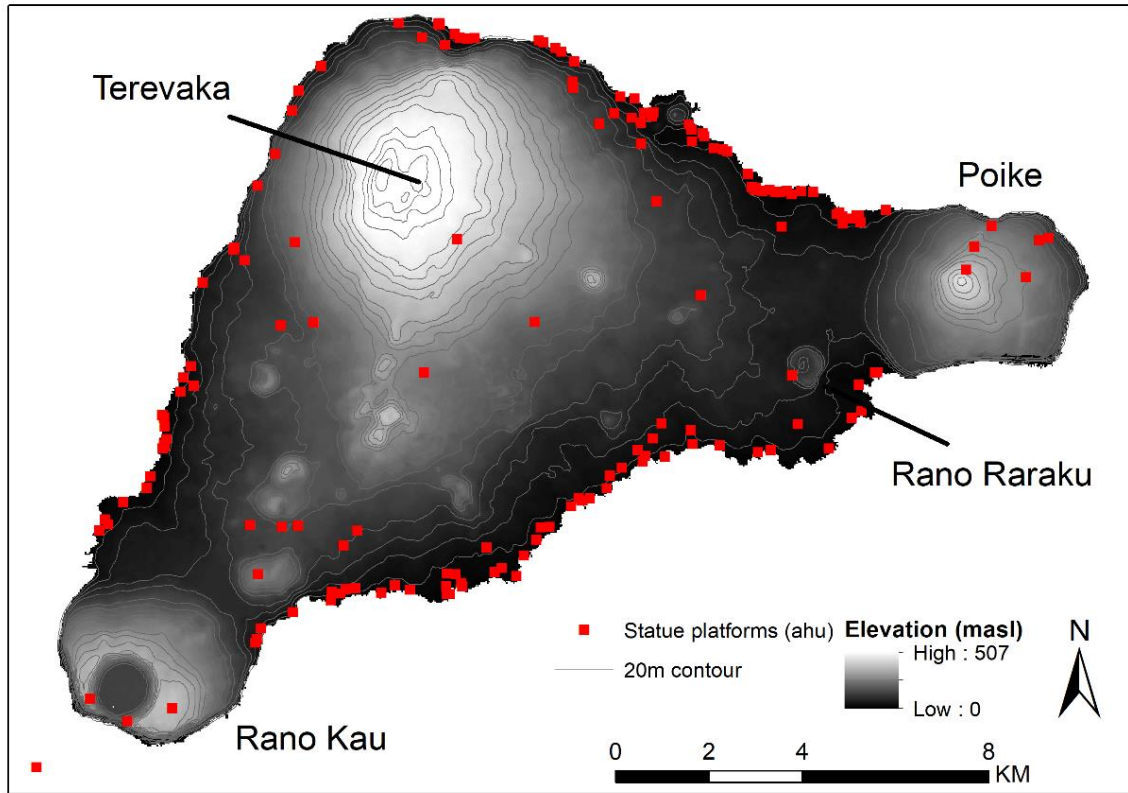 Terevaka
Poike
Rano Raraku
Rano Kau
Statue platforms (ahu)
20m contour
Elevation (masl)
High : 507
Low : 0
N
0 2 4 8
KM